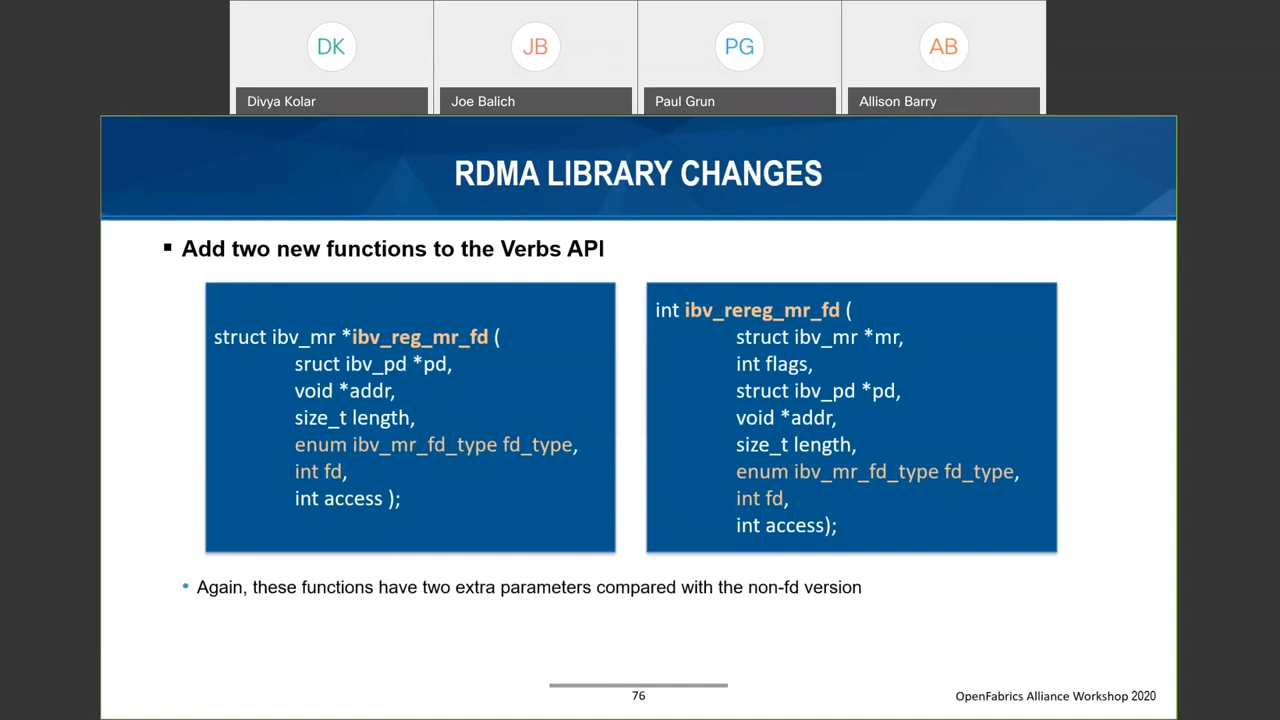 DK
JB
PG
AB
Divya Kolar
Joe Balich
Paul Grun
Allison Barry
RDMA LIBRARY CHANGES
▪ Add two new functions to the Verbs API
struct ibv_mr *ibv_reg_mr_fd (
sruct ibv_pd *pd,
void *addr,
size_t length,
enum ibv_mr_fd_type fd_type,
int fd,
int access );
int ibv_rereg_mr_fd (
struct ibv_mr *mr,
int flags,
struct ibv_pd *pd,
void *addr,
size_t length,
enum ibv_mr_fd_type fd_type,
int fd,
int access);
• Again, these functions have two extra parameters compared with the non-fd version
76
OpenFabrics Alliance Workshop 2020